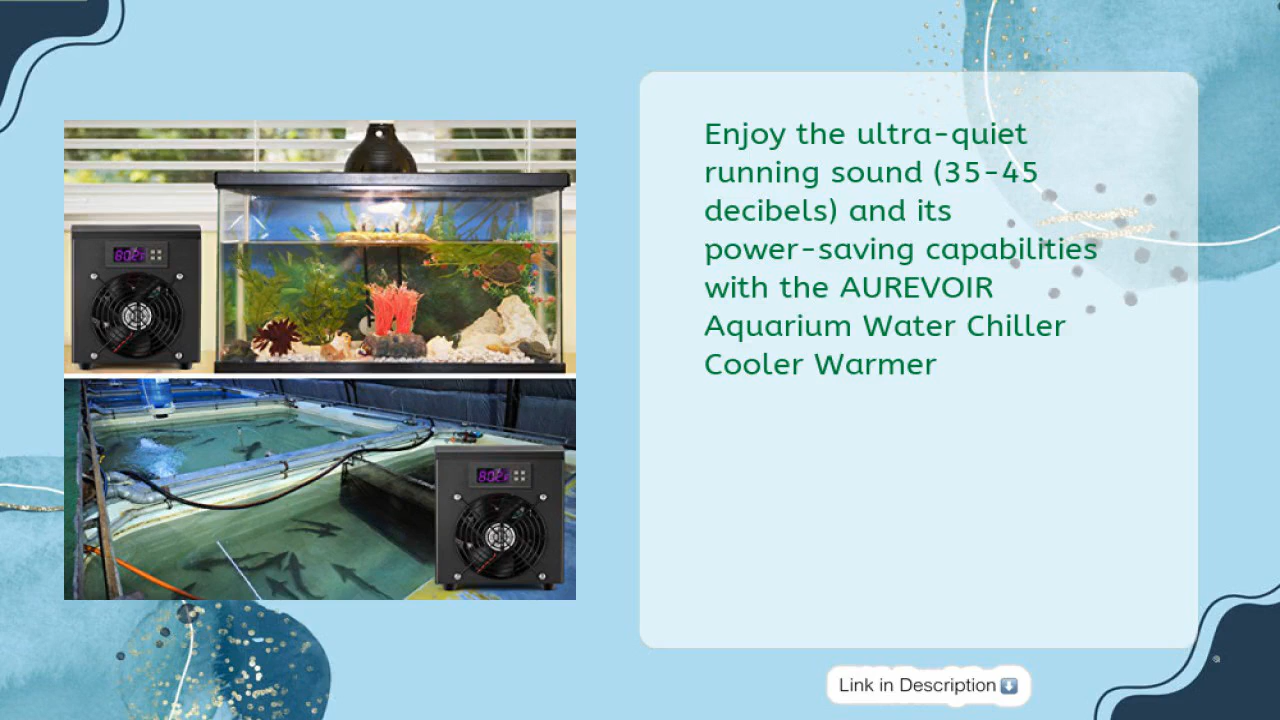 Enjoy the ultra-quiet
running sound (35-45
decibels) and its
power-saving capabilities
with the AUREVOIR
Aquarium Water Chiller
Cooler Warmer
Link in Description